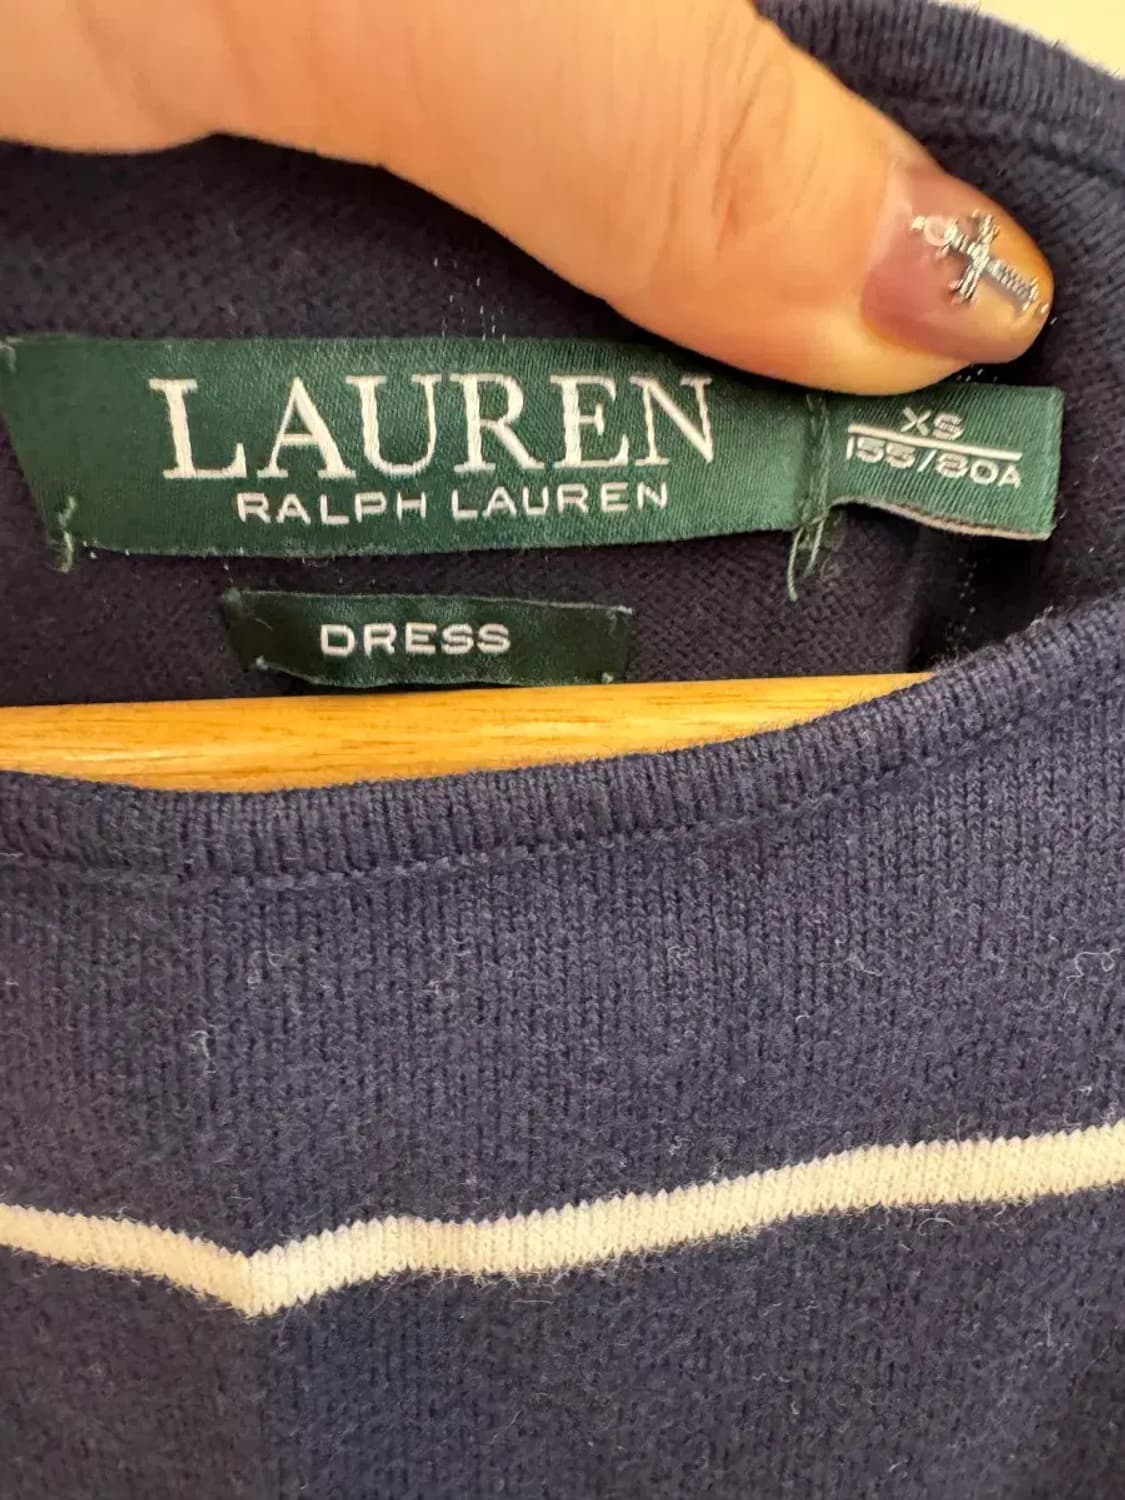 LAUREN
RALPH LAUREN
XS
155/80A
DRESS